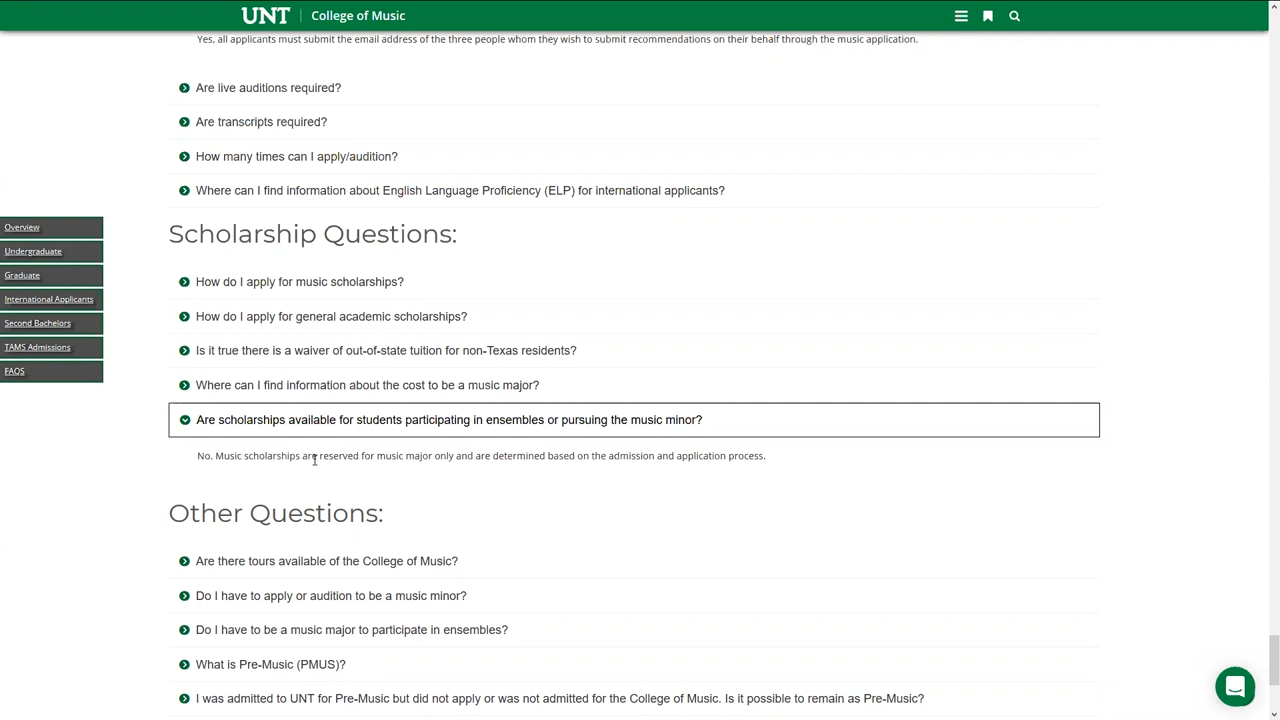 UNT | College of Music
Yes, all applicants must submit the email address of the three people whom they wish to submit recommendations on their behalf through the music application.
Are live auditions required?
Are transcripts required?
How many times can I apply/audition?
Where can I find information about English Language Proficiency (ELP) for international applicants?
Overview
Undergraduate
Graduate
International Applicants
Second Bachelors
TAMS Admissions
FAQS
Scholarship Questions:
How do I apply for music scholarships?
How do I apply for general academic scholarships?
Is it true there is a waiver of out-of-state tuition for non-Texas residents?
Where can I find information about the cost to be a music major?
Are scholarships available for students participating in ensembles or pursuing the music minor?
No. Music scholarships are reserved for music major only and are determined based on the admission and application process.
Other Questions:
Are there tours available of the College of Music?
Do I have to apply or audition to be a music minor?
Do I have to be a music major to participate in ensembles?
What is Pre-Music (PMUS)?
I was admitted to UNT for Pre-Music but did not apply or was not admitted for the College of Music. Is it possible to remain as Pre-Music?